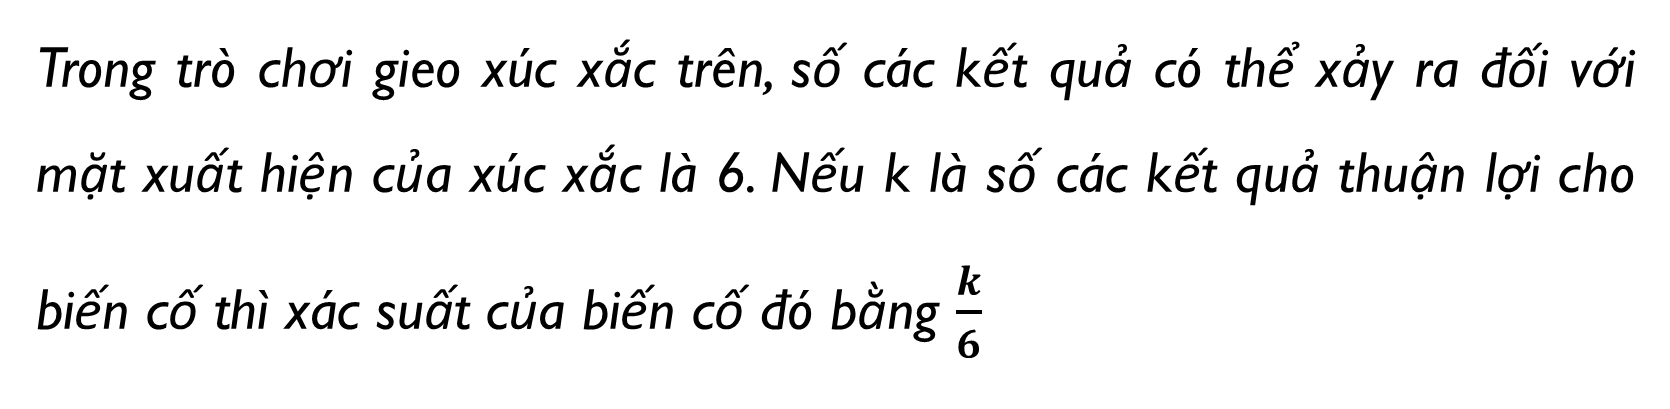 Trong trò chơi gieo xúc xắc trên, số các kết quả có thể xảy ra đối với
mặt xuất hiện của xúc xắc là 6. Nếu k là số các kết quả thuận lợi cho
biến cố thì xác suất của biến cố đó bằng k/6